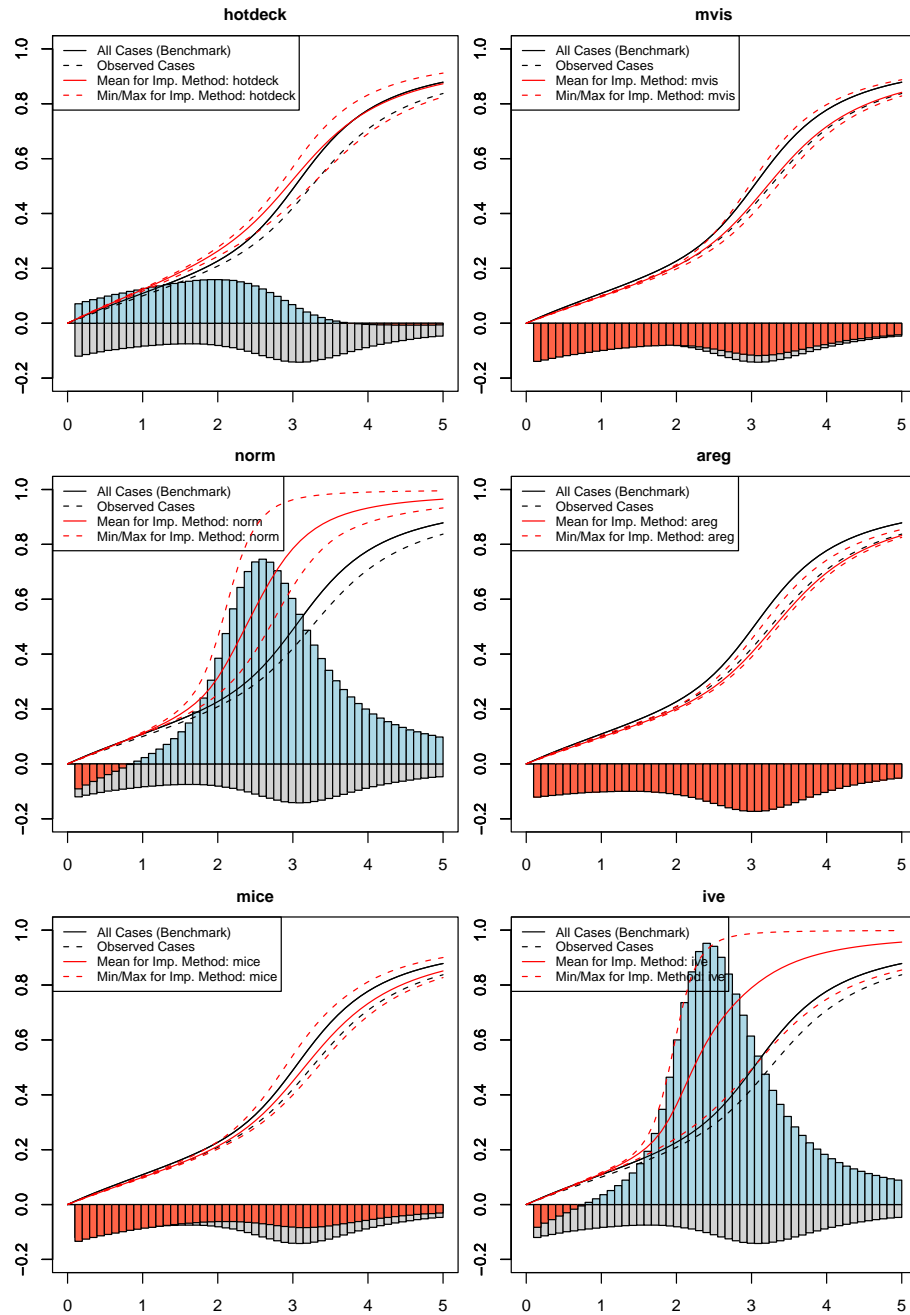 hotdeck
All Cases (Benchmark)
Observed Cases
Mean for Imp. Method: hotdeck
Min/Max for Imp. Method: hotdeck
1.0
0.8
0.6
0.4
0.2
0.0
−0.2
0 1 2 3 4 5
mvis
All Cases (Benchmark)
Observed Cases
Mean for Imp. Method: mvis
Min/Max for Imp. Method: mvis
1.0
0.8
0.6
0.4
0.2
0.0
−0.2
0 1 2 3 4 5
norm
All Cases (Benchmark)
Observed Cases
Mean for Imp. Method: norm
Min/Max for Imp. Method: norm
1.0
0.8
0.6
0.4
0.2
0.0
−0.2
0 1 2 3 4 5
areg
All Cases (Benchmark)
Observed Cases
Mean for Imp. Method: areg
Min/Max for Imp. Method: areg
1.0
0.8
0.6
0.4
0.2
0.0
−0.2
0 1 2 3 4 5
mice
All Cases (Benchmark)
Observed Cases
Mean for Imp. Method: mice
Min/Max for Imp. Method: mice
1.0
0.8
0.6
0.4
0.2
0.0
−0.2
0 1 2 3 4 5
ive
All Cases (Benchmark)
Observed Cases
Mean for Imp. Method: ive
Min/Max for Imp. Method: ive
1.0
0.8
0.6
0.4
0.2
0.0
−0.2
0 1 2 3 4 5